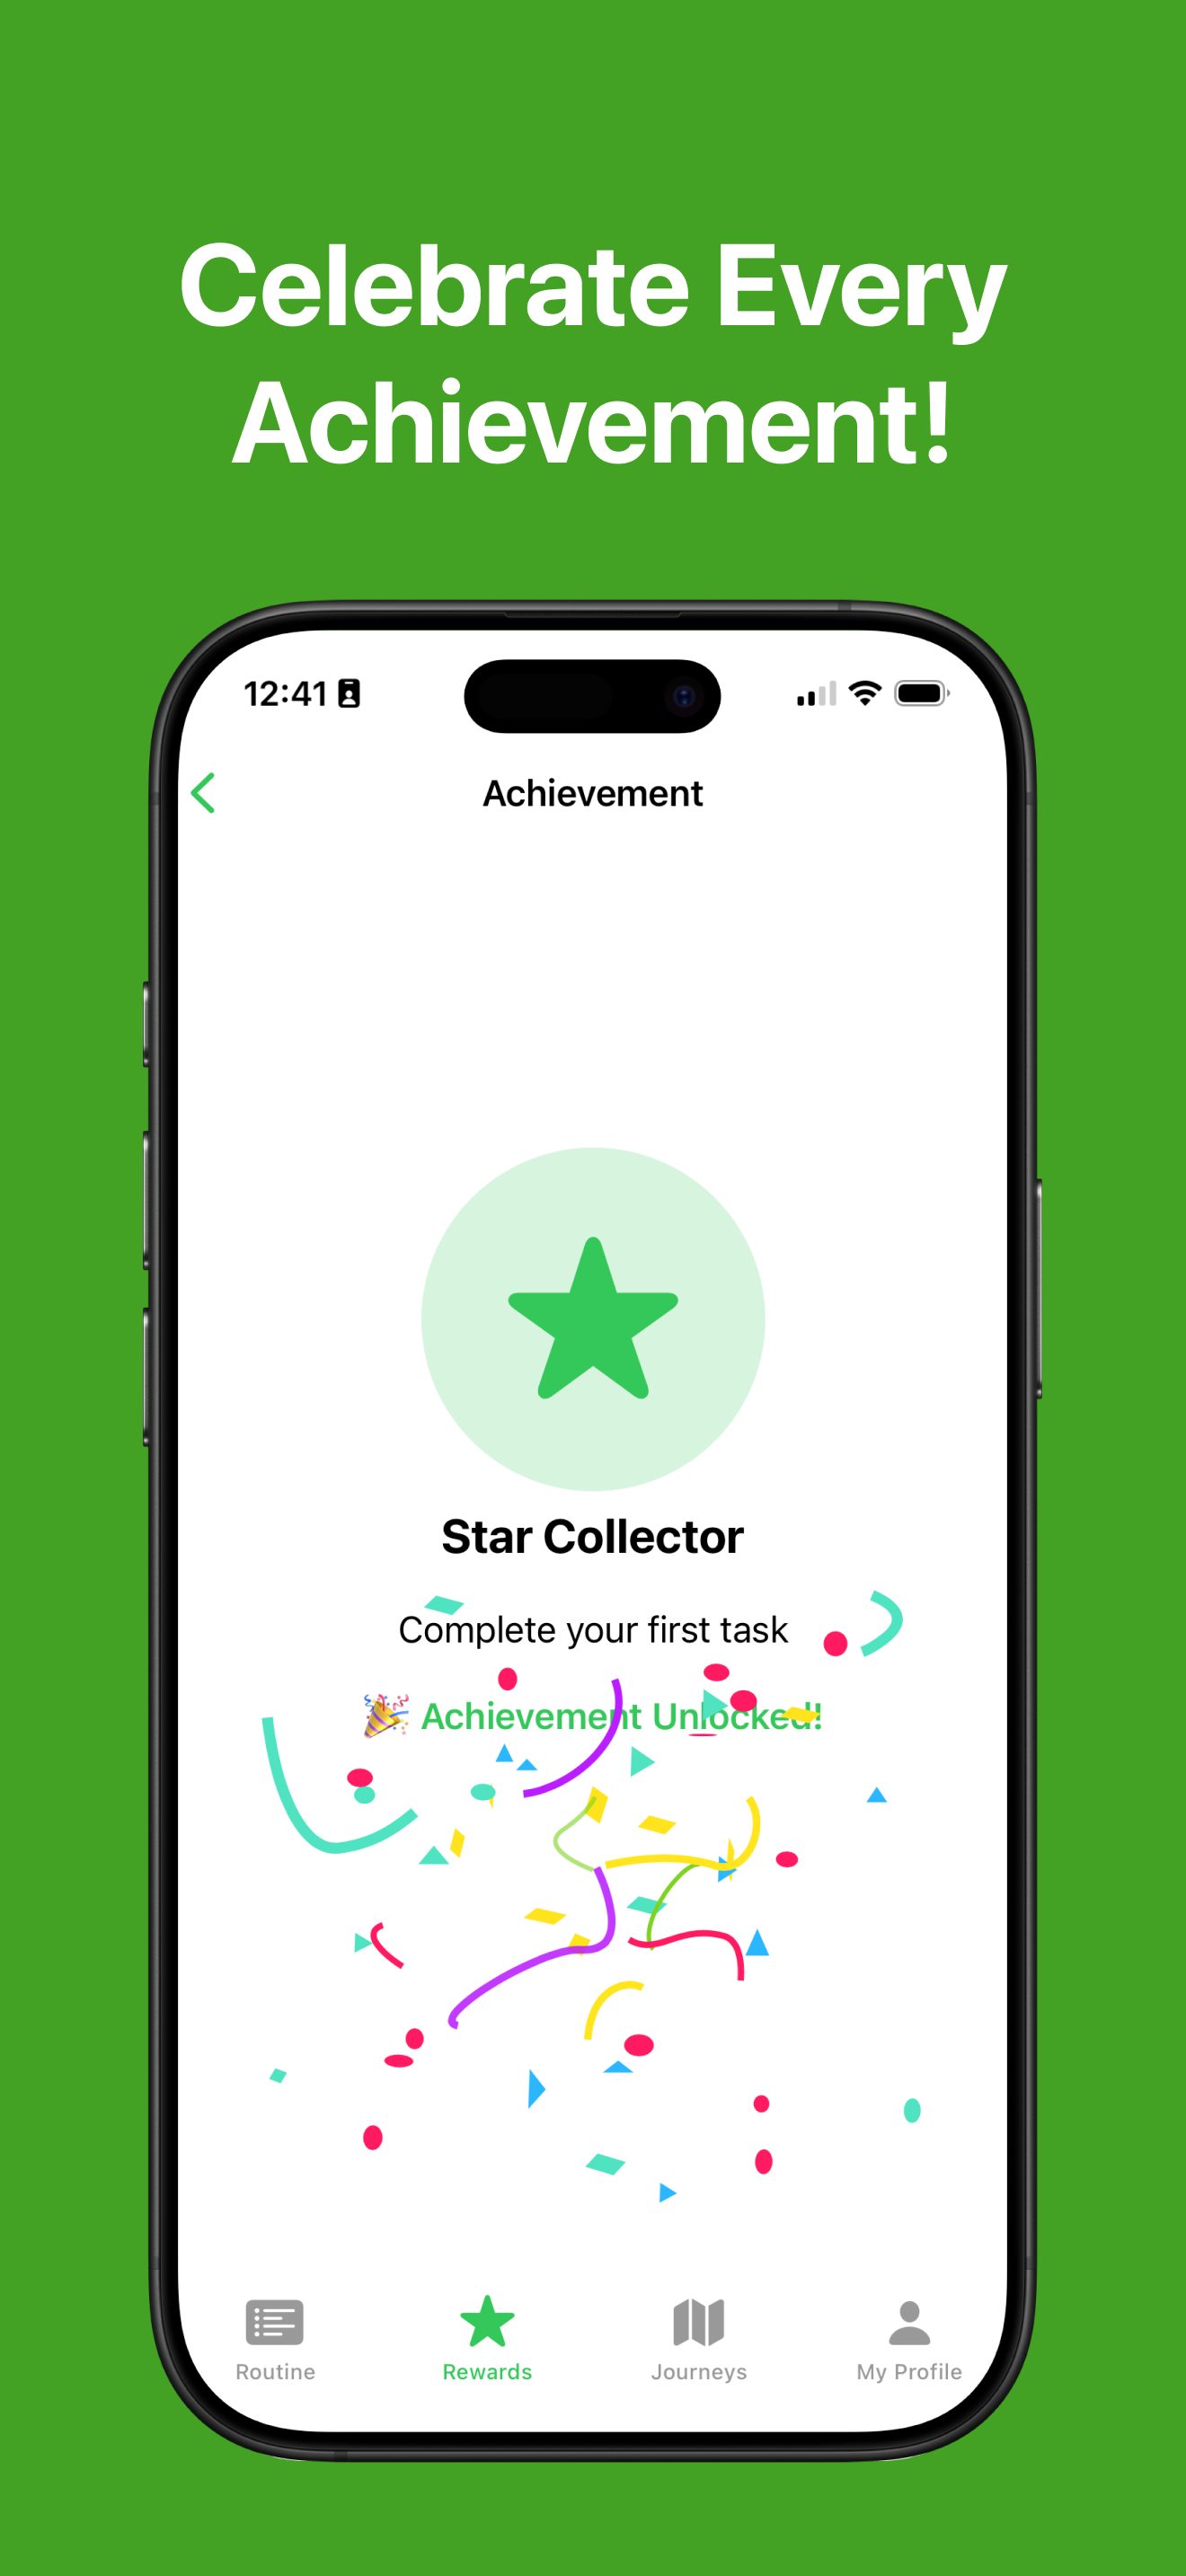 Celebrate Every
Achievement!
12:41
Achievement
Star Collector
Complete your first task
🎉 Achievement Unlocked!
Routine
Rewards
Journeys
My Profile